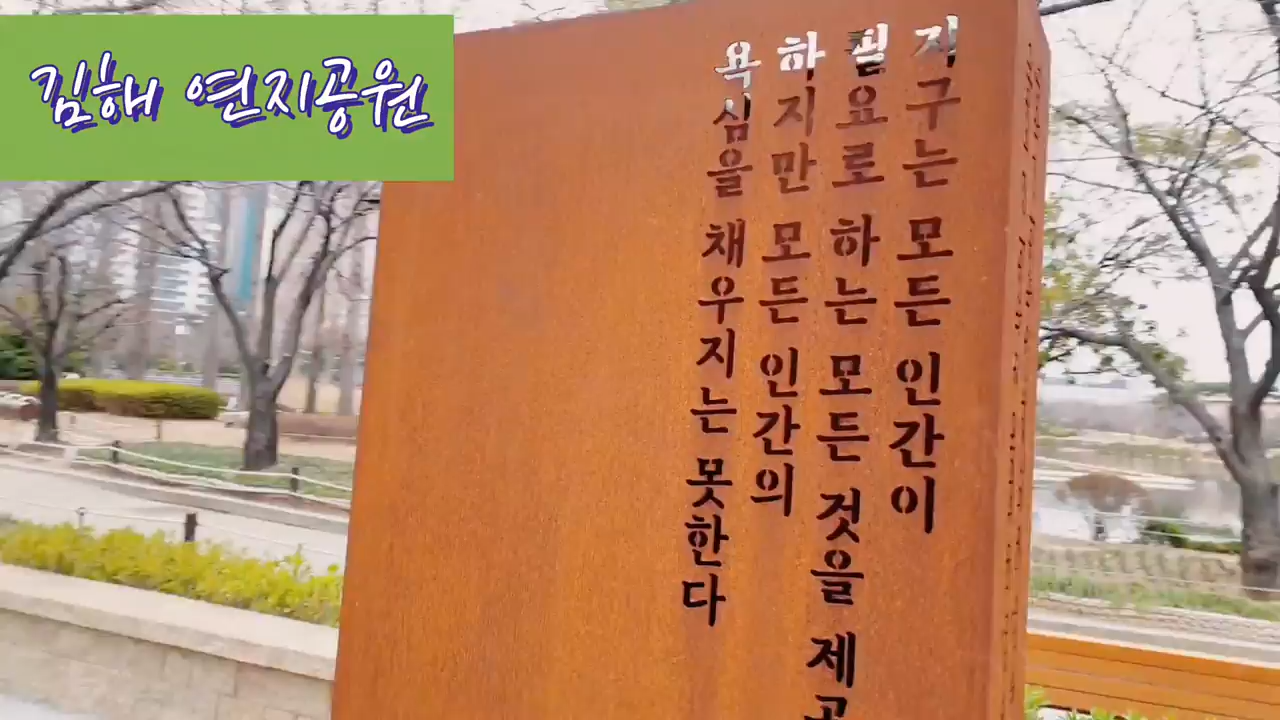 김해 연지공원
지구는 모든 인간이
필요로 하는 모든 것을 제공
하지만 모든 인간의
욕심을 채우지는 못한다